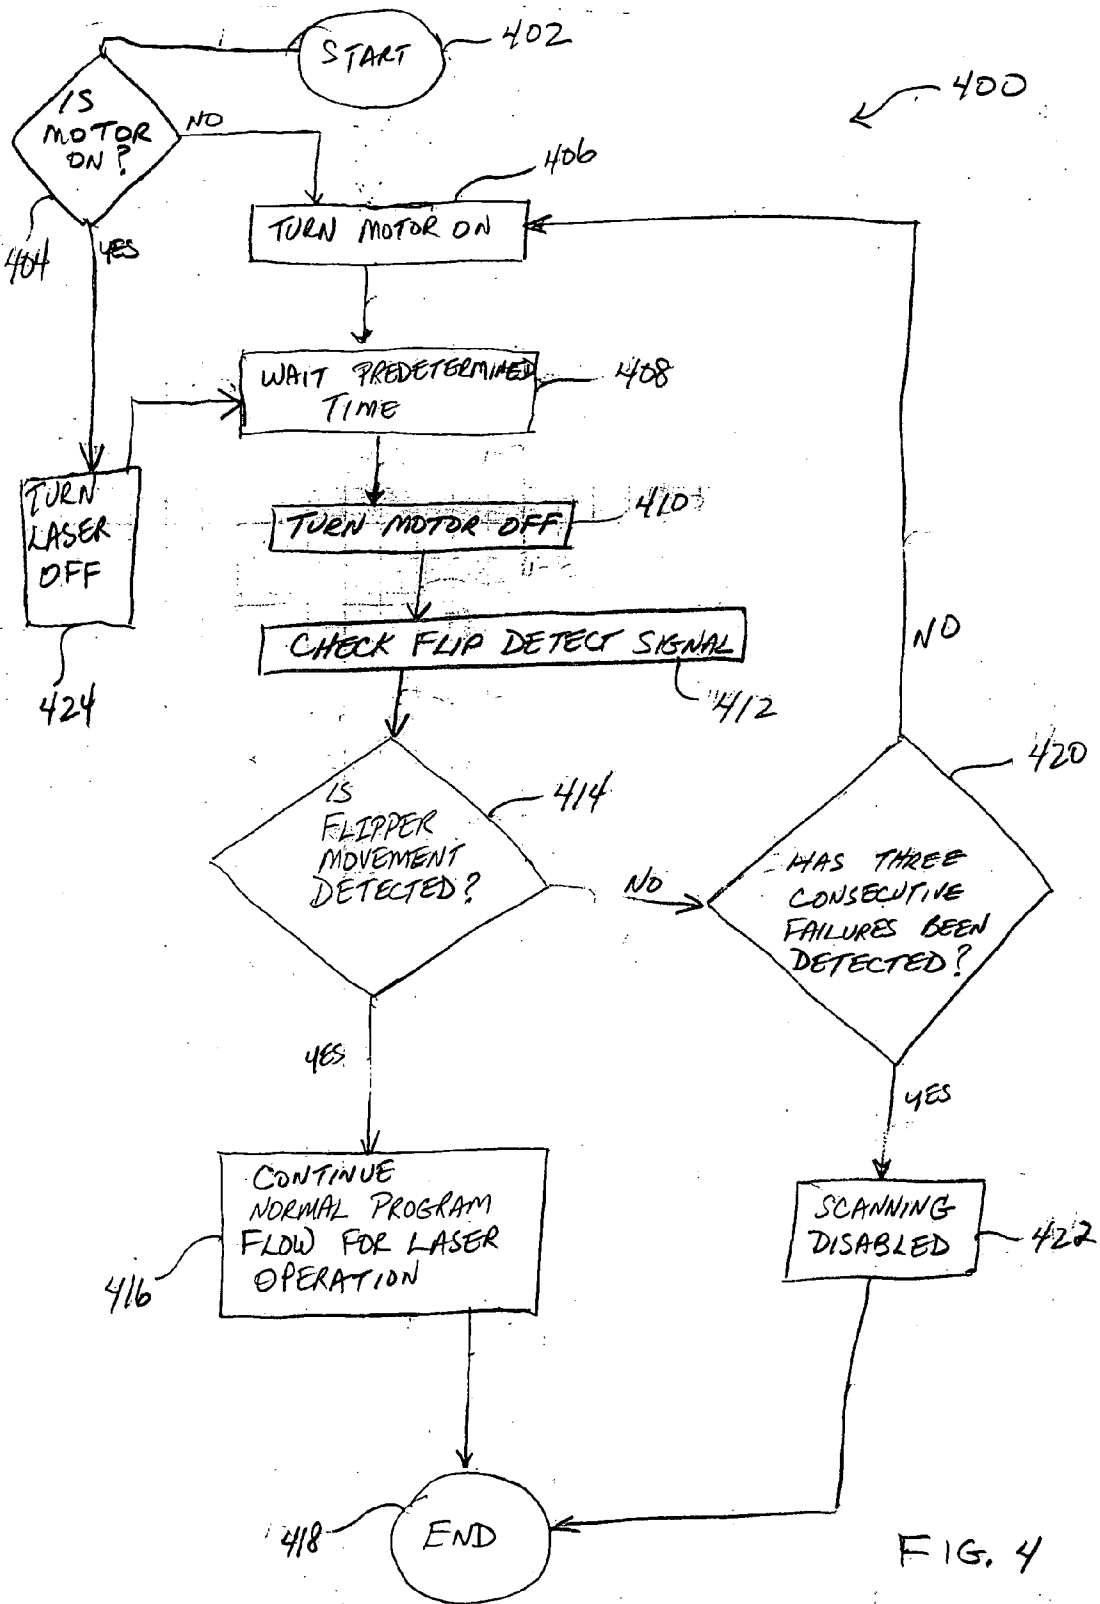 START
402
400
IS
MOTOR
ON?
NO
404
YES
406
TURN MOTOR ON
WAIT PREDETERMINED
TIME
408
TURN
LASER
OFF
424
TURN MOTOR OFF
410
CHECK FLIP DETECT SIGNAL
412
IS
FLIPPER
MOVEMENT
DETECTED?
414
NO
NO
420
HAS THREE
CONSECUTIVE
FAILURES BEEN
DETECTED?
YES
YES
CONTINUE
NORMAL PROGRAM
FLOW FOR LASER
OPERATION
416
SCANNING
DISABLED
422
END
418
FIG. 4